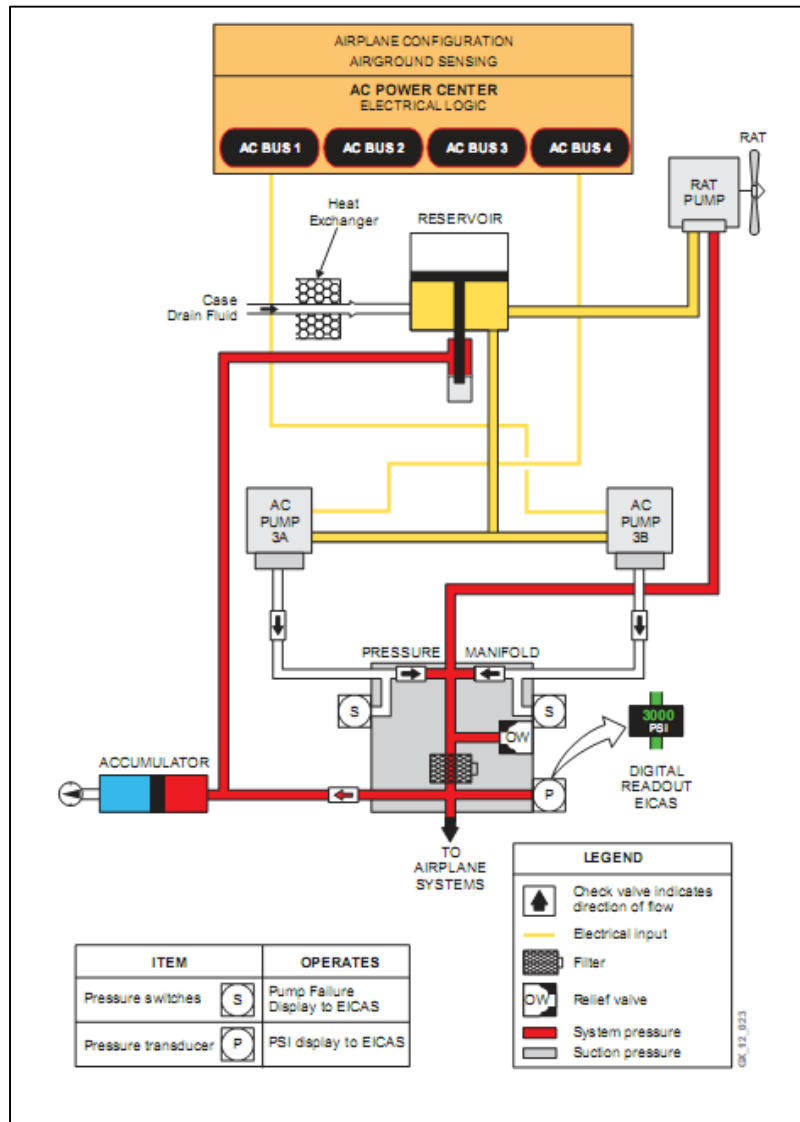 AIRPLANE CONFIGURATION
AIR/GROUND SENSING
AC POWER CENTER
ELECTRICAL LOGIC
AC BUS 1
AC BUS 2
AC BUS 3
AC BUS 4
RAT
RAT
PUMP
Heat
Exchanger
RESERVOIR
Case
Drain Fluid
AC
PUMP
3A
AC
PUMP
3B
PRESSURE
MANIFOLD
S
S
OW
3000
PSI
DIGITAL
READOUT
EICAS
ACCUMULATOR
P
TO
AIRPLANE
SYSTEMS
LEGEND
Check valve indicates
direction of flow
Electrical input
Filter
OW
Relief valve
System pressure
Suction pressure
ITEM
OPERATES
Pressure switches
S
Pump Failure
Display to EICAS
Pressure transducer
P
PSI display to EICAS
GX_12_023